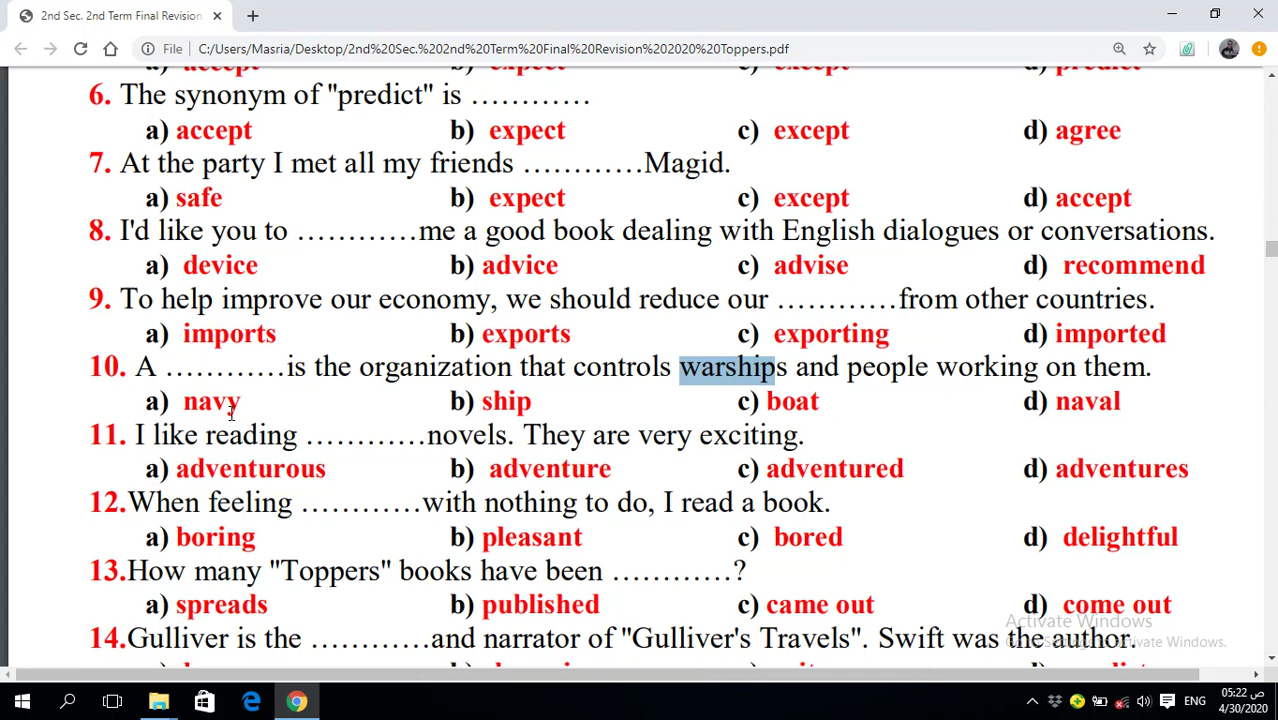 2nd Sec. 2nd Term Final Revision
File C:/Users/Masria/Desktop/2nd%20Sec.%202nd%20Term%20Final%20Revision%202020%20Toppers.pdf
a) accept b) expect c) except d) predict
6. The synonym of "predict" is …………
a) accept b) expect c) except d) agree
7. At the party I met all my friends …………Magid.
a) safe b) expect c) except d) accept
8. I'd like you to …………me a good book dealing with English dialogues or conversations.
a) device b) advice c) advise d) recommend
9. To help improve our economy, we should reduce our …………from other countries.
a) imports b) exports c) exporting d) imported
10. A …………is the organization that controls warships and people working on them.
a) navy b) ship c) boat d) naval
11. I like reading …………novels. They are very exciting.
a) adventurous b) adventure c) adventured d) adventures
12.When feeling …………with nothing to do, I read a book.
a) boring b) pleasant c) bored d) delightful
13.How many "Toppers" books have been …………?
a) spreads b) published c) came out d) come out
Activate Windows
14.Gulliver is the …………and narrator of "Gulliver's Travels". Swift was the author.
ENG
05:22 ص
4/30/2020